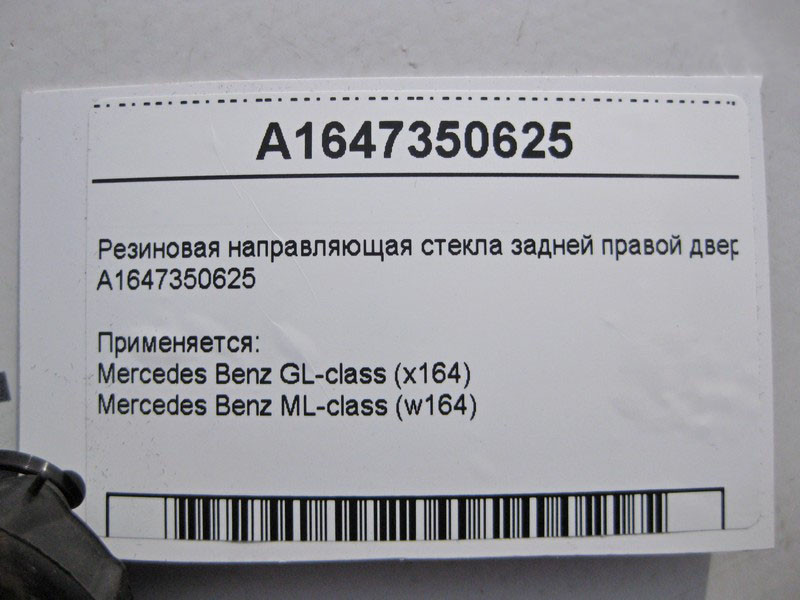 A1647350625
Резиновая направляющая стекла задней правой двер
A1647350625
Применяется:
Mercedes Benz GL-class (x164)
Mercedes Benz ML-class (w164)